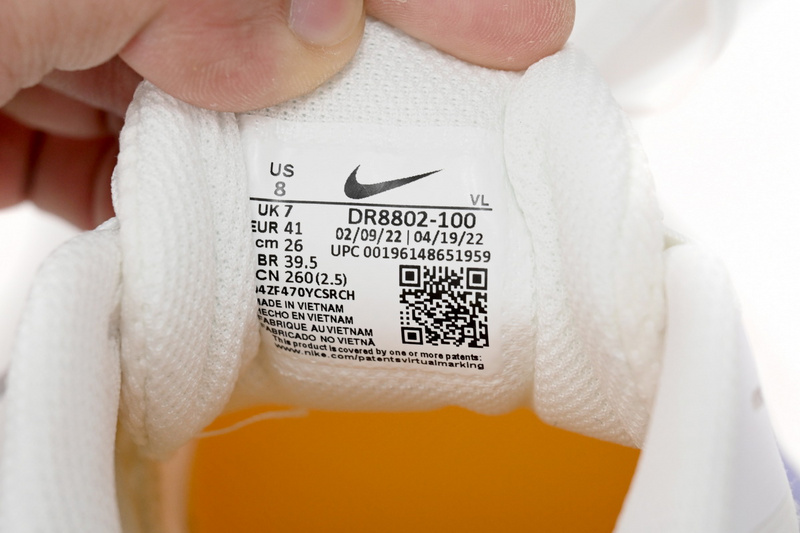 US
8
VL
UK 7
EUR 41
cm 26
BR 39.5
CN 260 (2.5)
DR8802-100
02/09/22 | 04/19/22
UPC 00196148651959
4ZF470YCSRCH
MADE IN VIETNAM
HECHO EN VIETNAM
FABRIQUE AU VIETNAM
FABRICADO NO VIETNÃ
This product is covered by one or more patents:
www.nike.com/patentsvirtualmarking